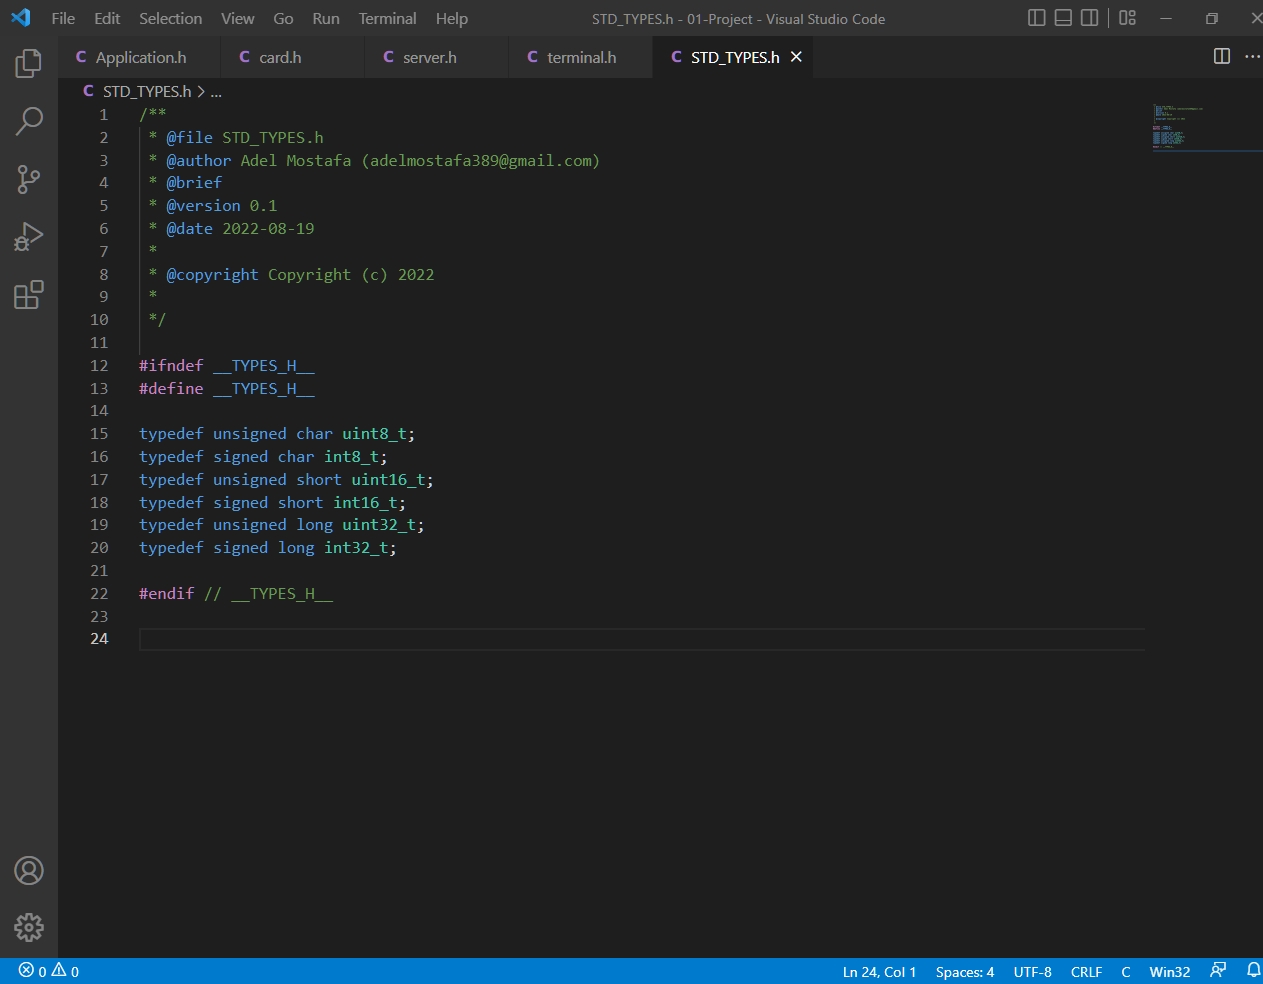 File Edit Selection View Go Run Terminal Help STD_TYPES.h - 01-Project - Visual Studio Code
C Application.h C card.h C server.h C terminal.h C STD_TYPES.h
C STD_TYPES.h > ...
1 /**
2 * @file STD_TYPES.h
3 * @author Adel Mostafa (adelmostafa389@gmail.com)
4 * @brief
5 * @version 0.1
6 * @date 2022-08-19
7 *
8 * @copyright Copyright (c) 2022
9 *
10 */
11
12 #ifndef __TYPES_H__
13 #define __TYPES_H__
14
15 typedef unsigned char uint8_t;
16 typedef signed char int8_t;
17 typedef unsigned short uint16_t;
18 typedef signed short int16_t;
19 typedef unsigned long uint32_t;
20 typedef signed long int32_t;
21
22 #endif // __TYPES_H__
23
24
0 0 Ln 24, Col 1 Spaces: 4 UTF-8 CRLF C Win32